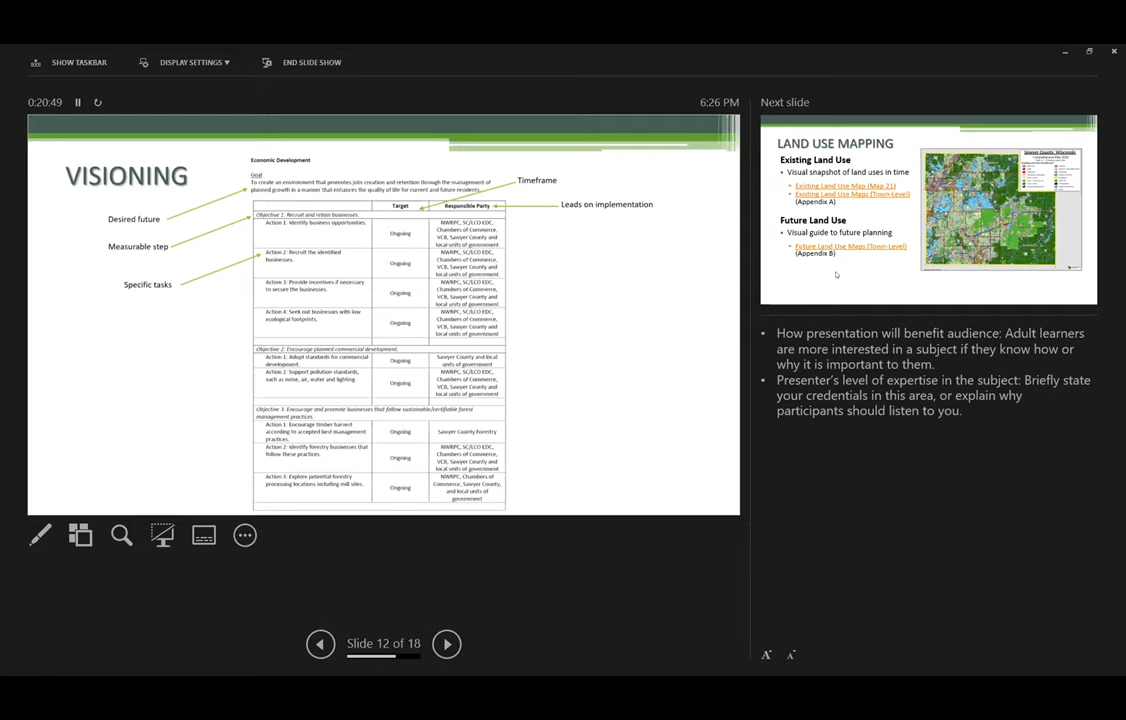 SHOW TASKBAR
DISPLAY SETTINGS ▼
END SLIDE SHOW
0:20:49
6:26 PM
VISIONING
Desired future
Measurable step
Specific tasks
Economic Development
Goal
To create an environment that promotes jobs creation and retention through the management of
planned growth in a manner that enhances the quality of life for current and future residents.
Timeframe
Leads on implementation
Target
Responsible Party
Objective 1: Recruit and retain businesses.
Action 1: Identify business opportunities.
Ongoing
NWRPC, SC/LCO EDC,
Chambers of Commerce,
VCB, Sawyer County and
local units of government
Action 2: Recruit the identified
businesses.
Ongoing
NWRPC, SC/LCO EDC,
Chambers of Commerce,
VCB, Sawyer County and
local units of government
Action 3: Provide incentives if necessary
to secure the businesses.
Ongoing
NWRPC, SC/LCO EDC,
Chambers of Commerce,
VCB, Sawyer County and
local units of government
Action 4: Seek out businesses with low
ecological footprints.
Ongoing
NWRPC, SC/LCO EDC,
Chambers of Commerce,
VCB, Sawyer County and
local units of government
Objective 2: Encourage planned commercial development.
Action 1: Adopt standards for commercial
development.
Ongoing
Sawyer County and local
units of government
Action 2: Support pollution standards,
such as noise, air, water and lighting.
Ongoing
NWRPC, SC/LCO EDC,
Chambers of Commerce,
VCB, Sawyer County and
local units of government
Objective 3: Encourage and promote businesses that follow sustainable/certifiable forest
management practices.
Action 1: Encourage timber harvest
according to accepted best management
practices.
Ongoing
Sawyer County Forestry
Action 2: Identify forestry businesses that
follow these practices.
Ongoing
NWRPC, SC/LCO EDC,
Chambers of Commerce,
VCB, Sawyer County and
local units of government
Action 3: Explore potential forestry
processing locations including mill sites.
Ongoing
NWRPC, Chambers of
Commerce, Sawyer County,
and local units of
government
Slide 12 of 18
Next slide
LAND USE MAPPING
Existing Land Use
• Visual snapshot of land uses in time
• Existing Land Use Map (Map 21)
• Existing Land Use Maps (Town-Level)
(Appendix A)
Future Land Use
• Visual guide to future planning
• Future Land Use Maps (Town-Level)
(Appendix B)
Sawyer County, Wisconsin
• How presentation will benefit audience: Adult learners
are more interested in a subject if they know how or
why it is important to them.
• Presenter's level of expertise in the subject: Briefly state
your credentials in this area, or explain why
participants should listen to you.
A A